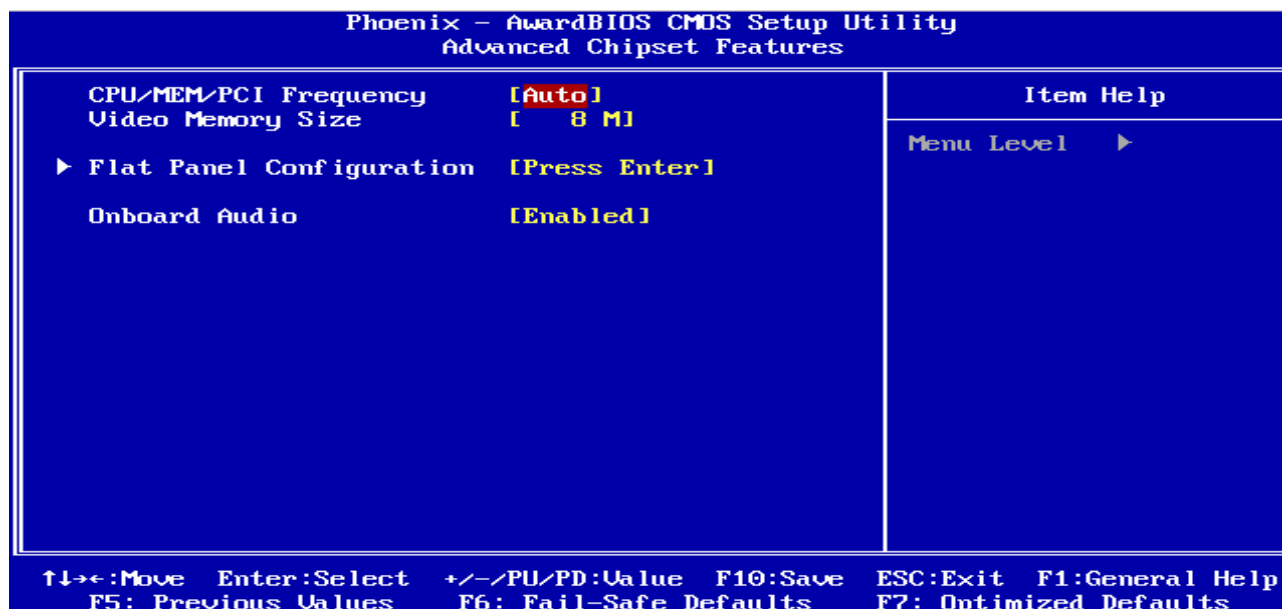 Phoenix - AwardBIOS CMOS Setup Utility
Advanced Chipset Features
CPU/MEM/PCI Frequency [Auto]
Video Memory Size [ 8 M]
▶ Flat Panel Configuration [Press Enter]
Onboard Audio [Enabled]
Item Help
Menu Level ▶
↑↓→←:Move Enter:Select +/-/PU/PD:Value F10:Save ESC:Exit F1:General Help
F5: Previous Values F6: Fail-Safe Defaults F7: Optimized Defaults